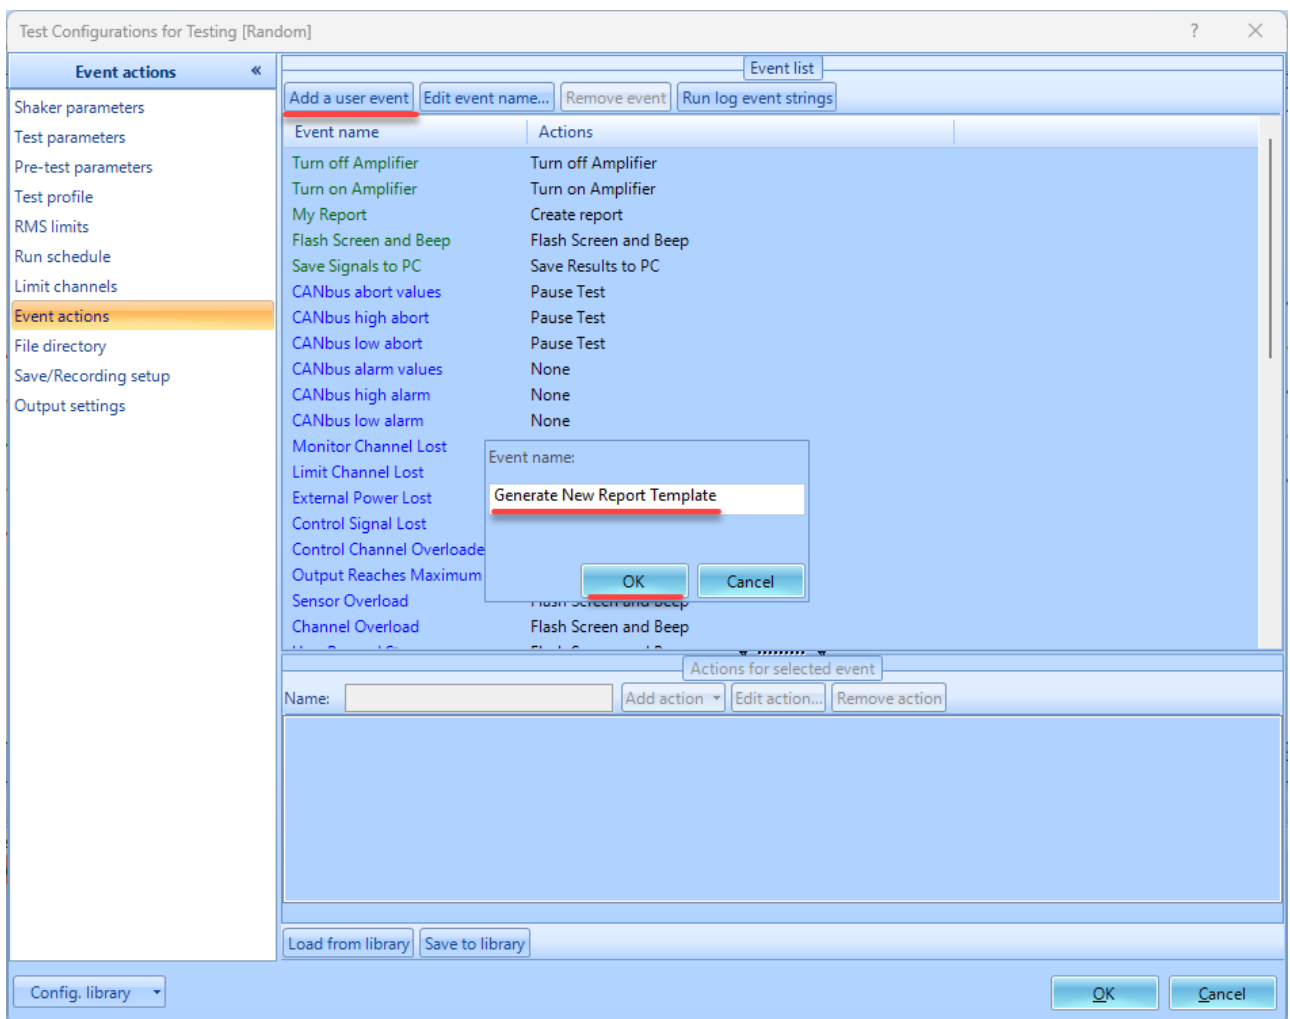 Test Configurations for Testing [Random] ?
Event actions «
Shaker parameters
Test parameters
Pre-test parameters
Test profile
RMS limits
Run schedule
Limit channels
Event actions
File directory
Save/Recording setup
Output settings
Event list
Add a user event Edit event name... Remove event Run log event strings
Event name Actions
Turn off Amplifier Turn off Amplifier
Turn on Amplifier Turn on Amplifier
My Report Create report
Flash Screen and Beep Flash Screen and Beep
Save Signals to PC Save Results to PC
CANbus abort values Pause Test
CANbus high abort Pause Test
CANbus low abort Pause Test
CANbus alarm values None
CANbus high alarm None
CANbus low alarm None
Monitor Channel Lost
Limit Channel Lost
External Power Lost
Control Signal Lost
Control Channel Overloade
Output Reaches Maximum
Sensor Overload Flash Screen and Beep
Channel Overload Flash Screen and Beep
Event name:
Generate New Report Template
OK Cancel
Actions for selected event
Name: Add action Edit action... Remove action
Load from library Save to library
Config. library OK Cancel